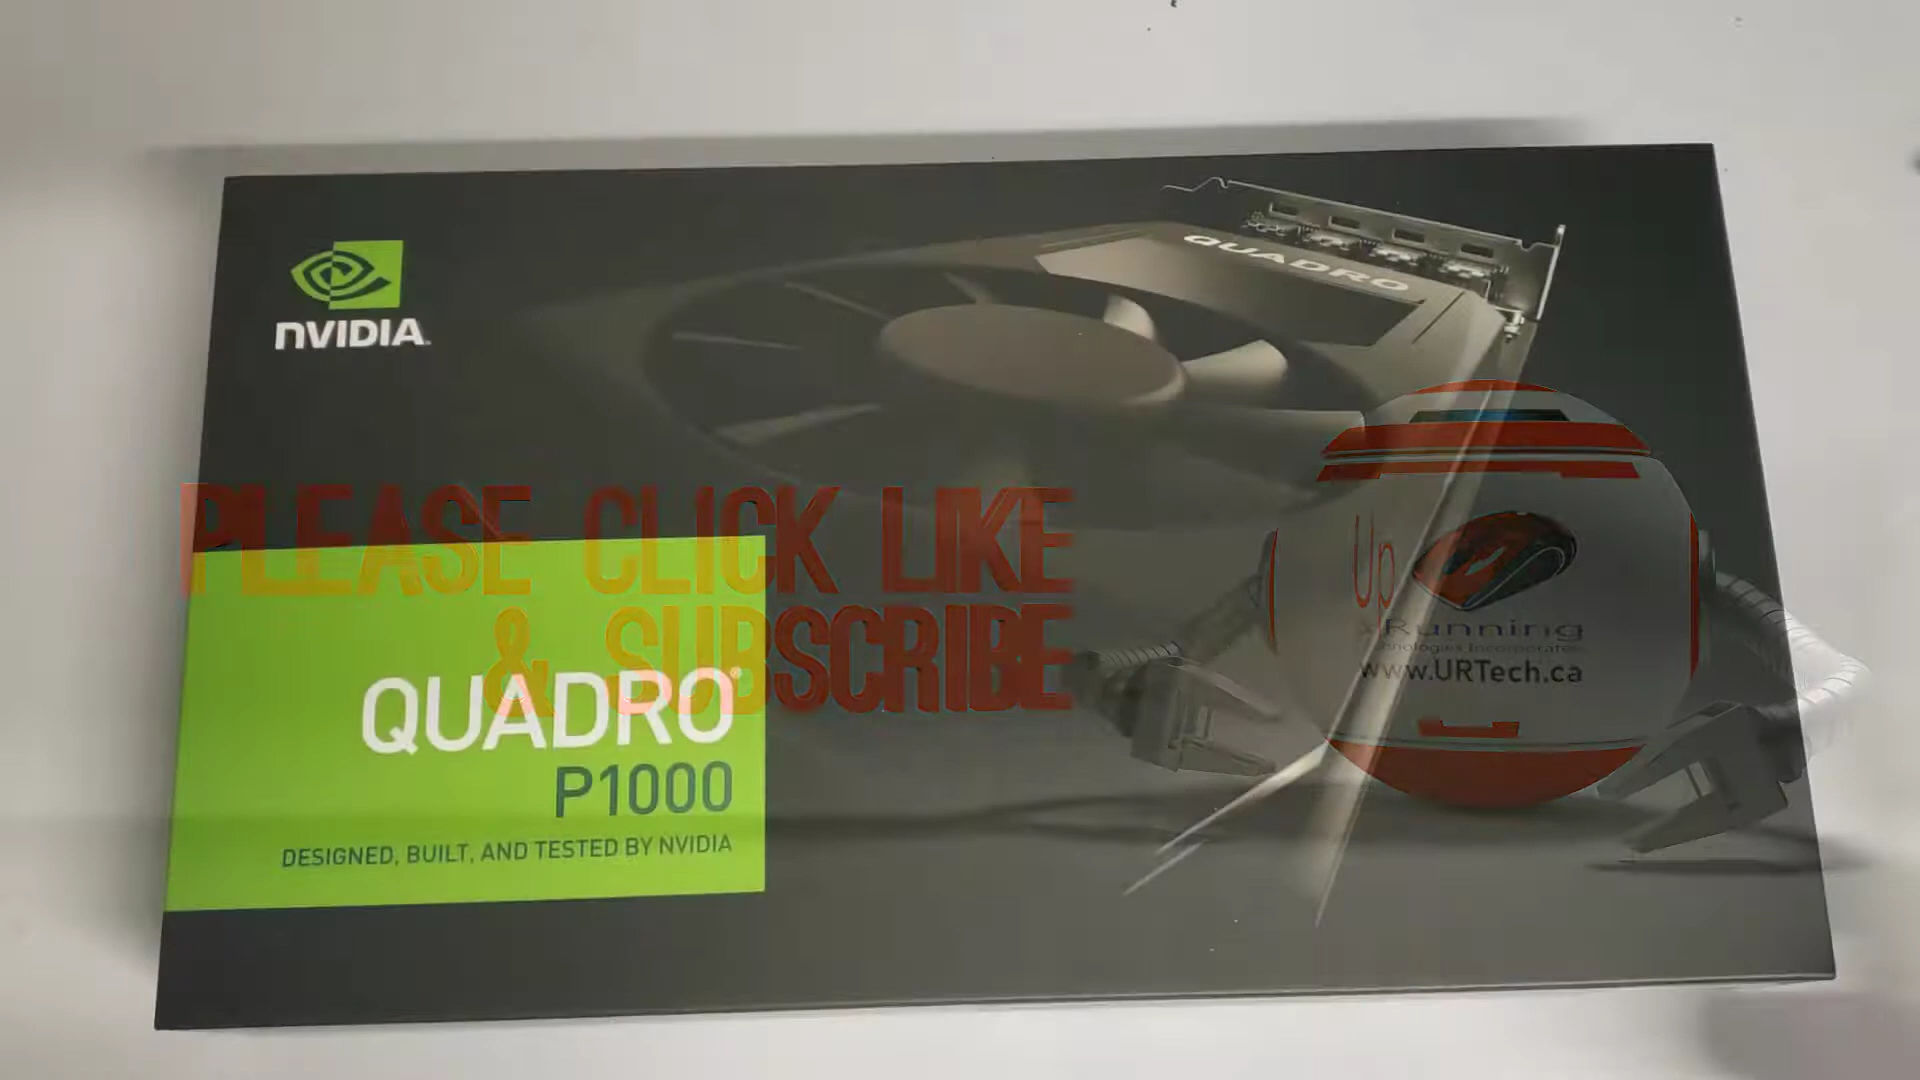 QUADRO
NVIDIA.
PLEASE CLICK LIKE
& SUBSCRIBE
Up
Running
www.URTech.ca
QUADRO®
P1000
DESIGNED, BUILT, AND TESTED BY NVIDIA